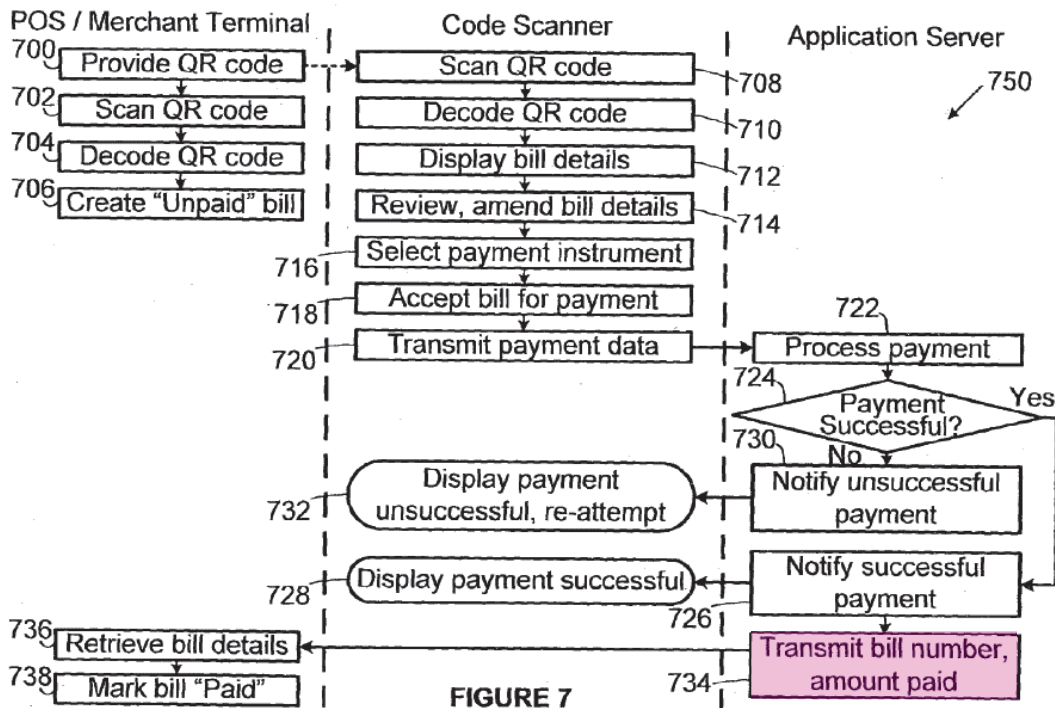 POS / Merchant Terminal
Code Scanner
Application Server
700
Provide QR code
Scan QR code
708
750
702
Scan QR code
Decode QR code
710
704
Decode QR code
Display bill details
712
706
Create “Unpaid” bill
Review, amend bill details
714
716
Select payment instrument
718
Accept bill for payment
722
720
Transmit payment data
Process payment
724
Payment
Successful?
Yes
730
No
732
Display payment
unsuccessful, re-attempt
Notify unsuccessful
payment
728
Display payment successful
Notify successful
payment
726
736
Retrieve bill details
Transmit bill number,
amount paid
734
738
Mark bill “Paid”
FIGURE 7